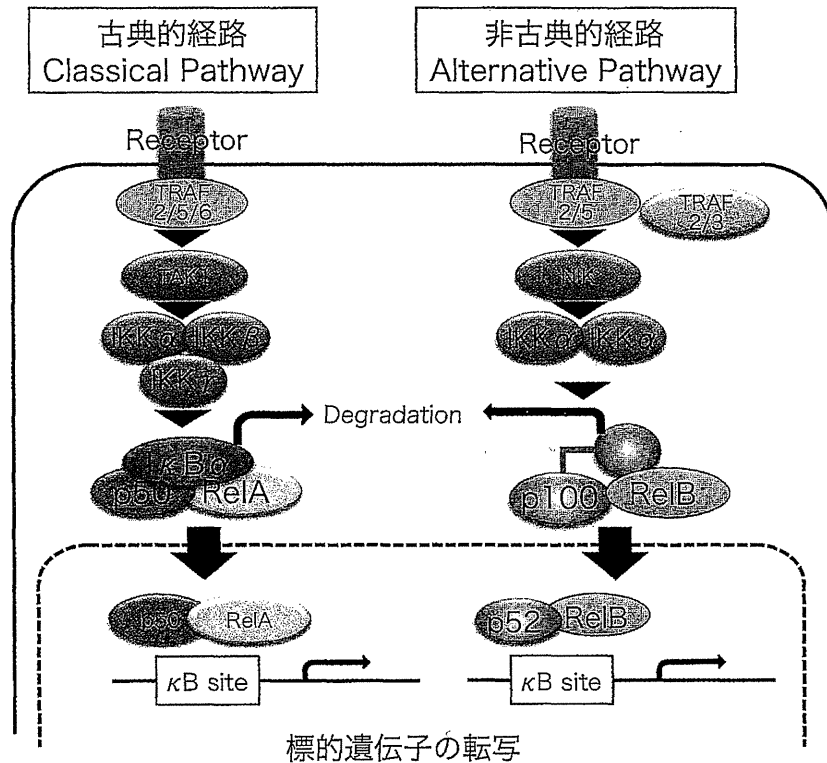 古典的経路
Classical Pathway
非古典的経路
Alternative Pathway
Receptor
Receptor
TRAF
2/5/6
TRAF
2/5
TRAF
2/3
TAK1
NIK
IKKα
IKKβ
IKKγ
IKKα
IKKα
Degradation
IκBα
p50
RelA
p100
RelB
p50
RelA
p52
RelB
κB site
κB site
標的遺伝子の転写